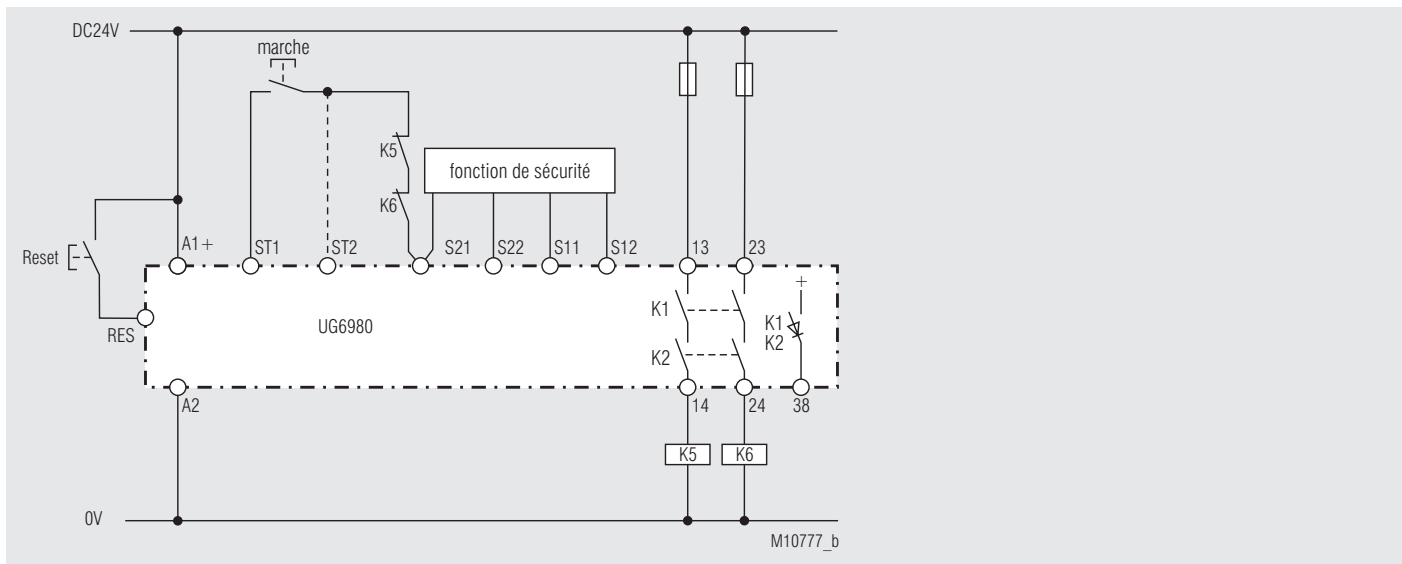 DC24V
marche
K5
fonction de sécurité
K6
Reset
A1+
ST1
ST2
S21
S22
S11
S12
13
23
+
K1
K1
K2
RES
UG6980
K2
A2
14
24
38
K5
K6
0V
M10777_b